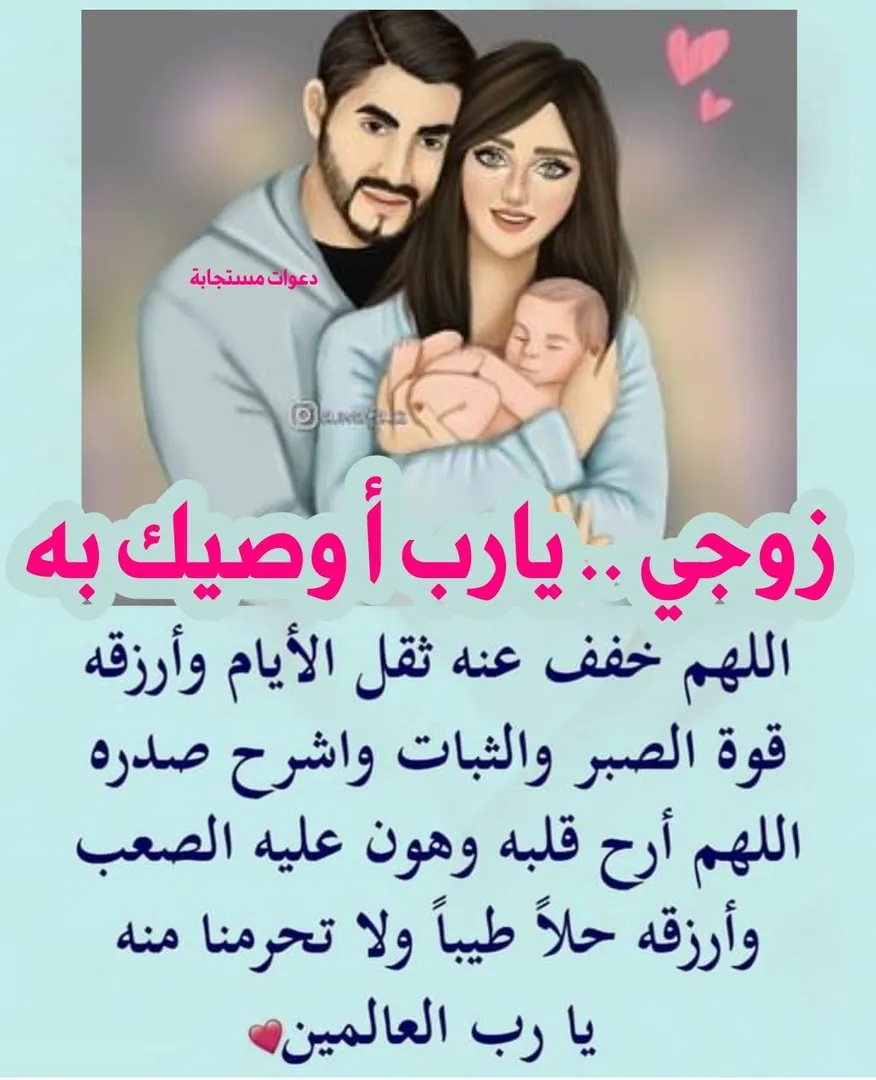 دعوات مستجابة
زوجي .. يارب أوصيك به
اللهم خفف عنه ثقل الأيام وأرزقه
قوة الصبر والثبات واشرح صدره
اللهم أرح قلبه وهون عليه الصعب
وأرزقه حلاً طيباً ولا تحرمنا منه
يا رب العالمين